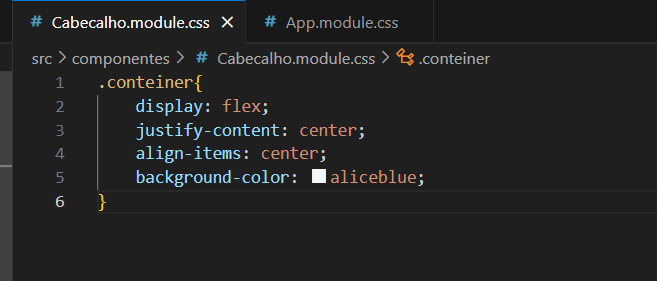 Cabecalho.module.css App.module.css
src > componentes > Cabecalho.module.css > .conteiner
1 .conteiner{
2 display: flex;
3 justify-content: center;
4 align-items: center;
5 background-color: aliceblue;
6 }